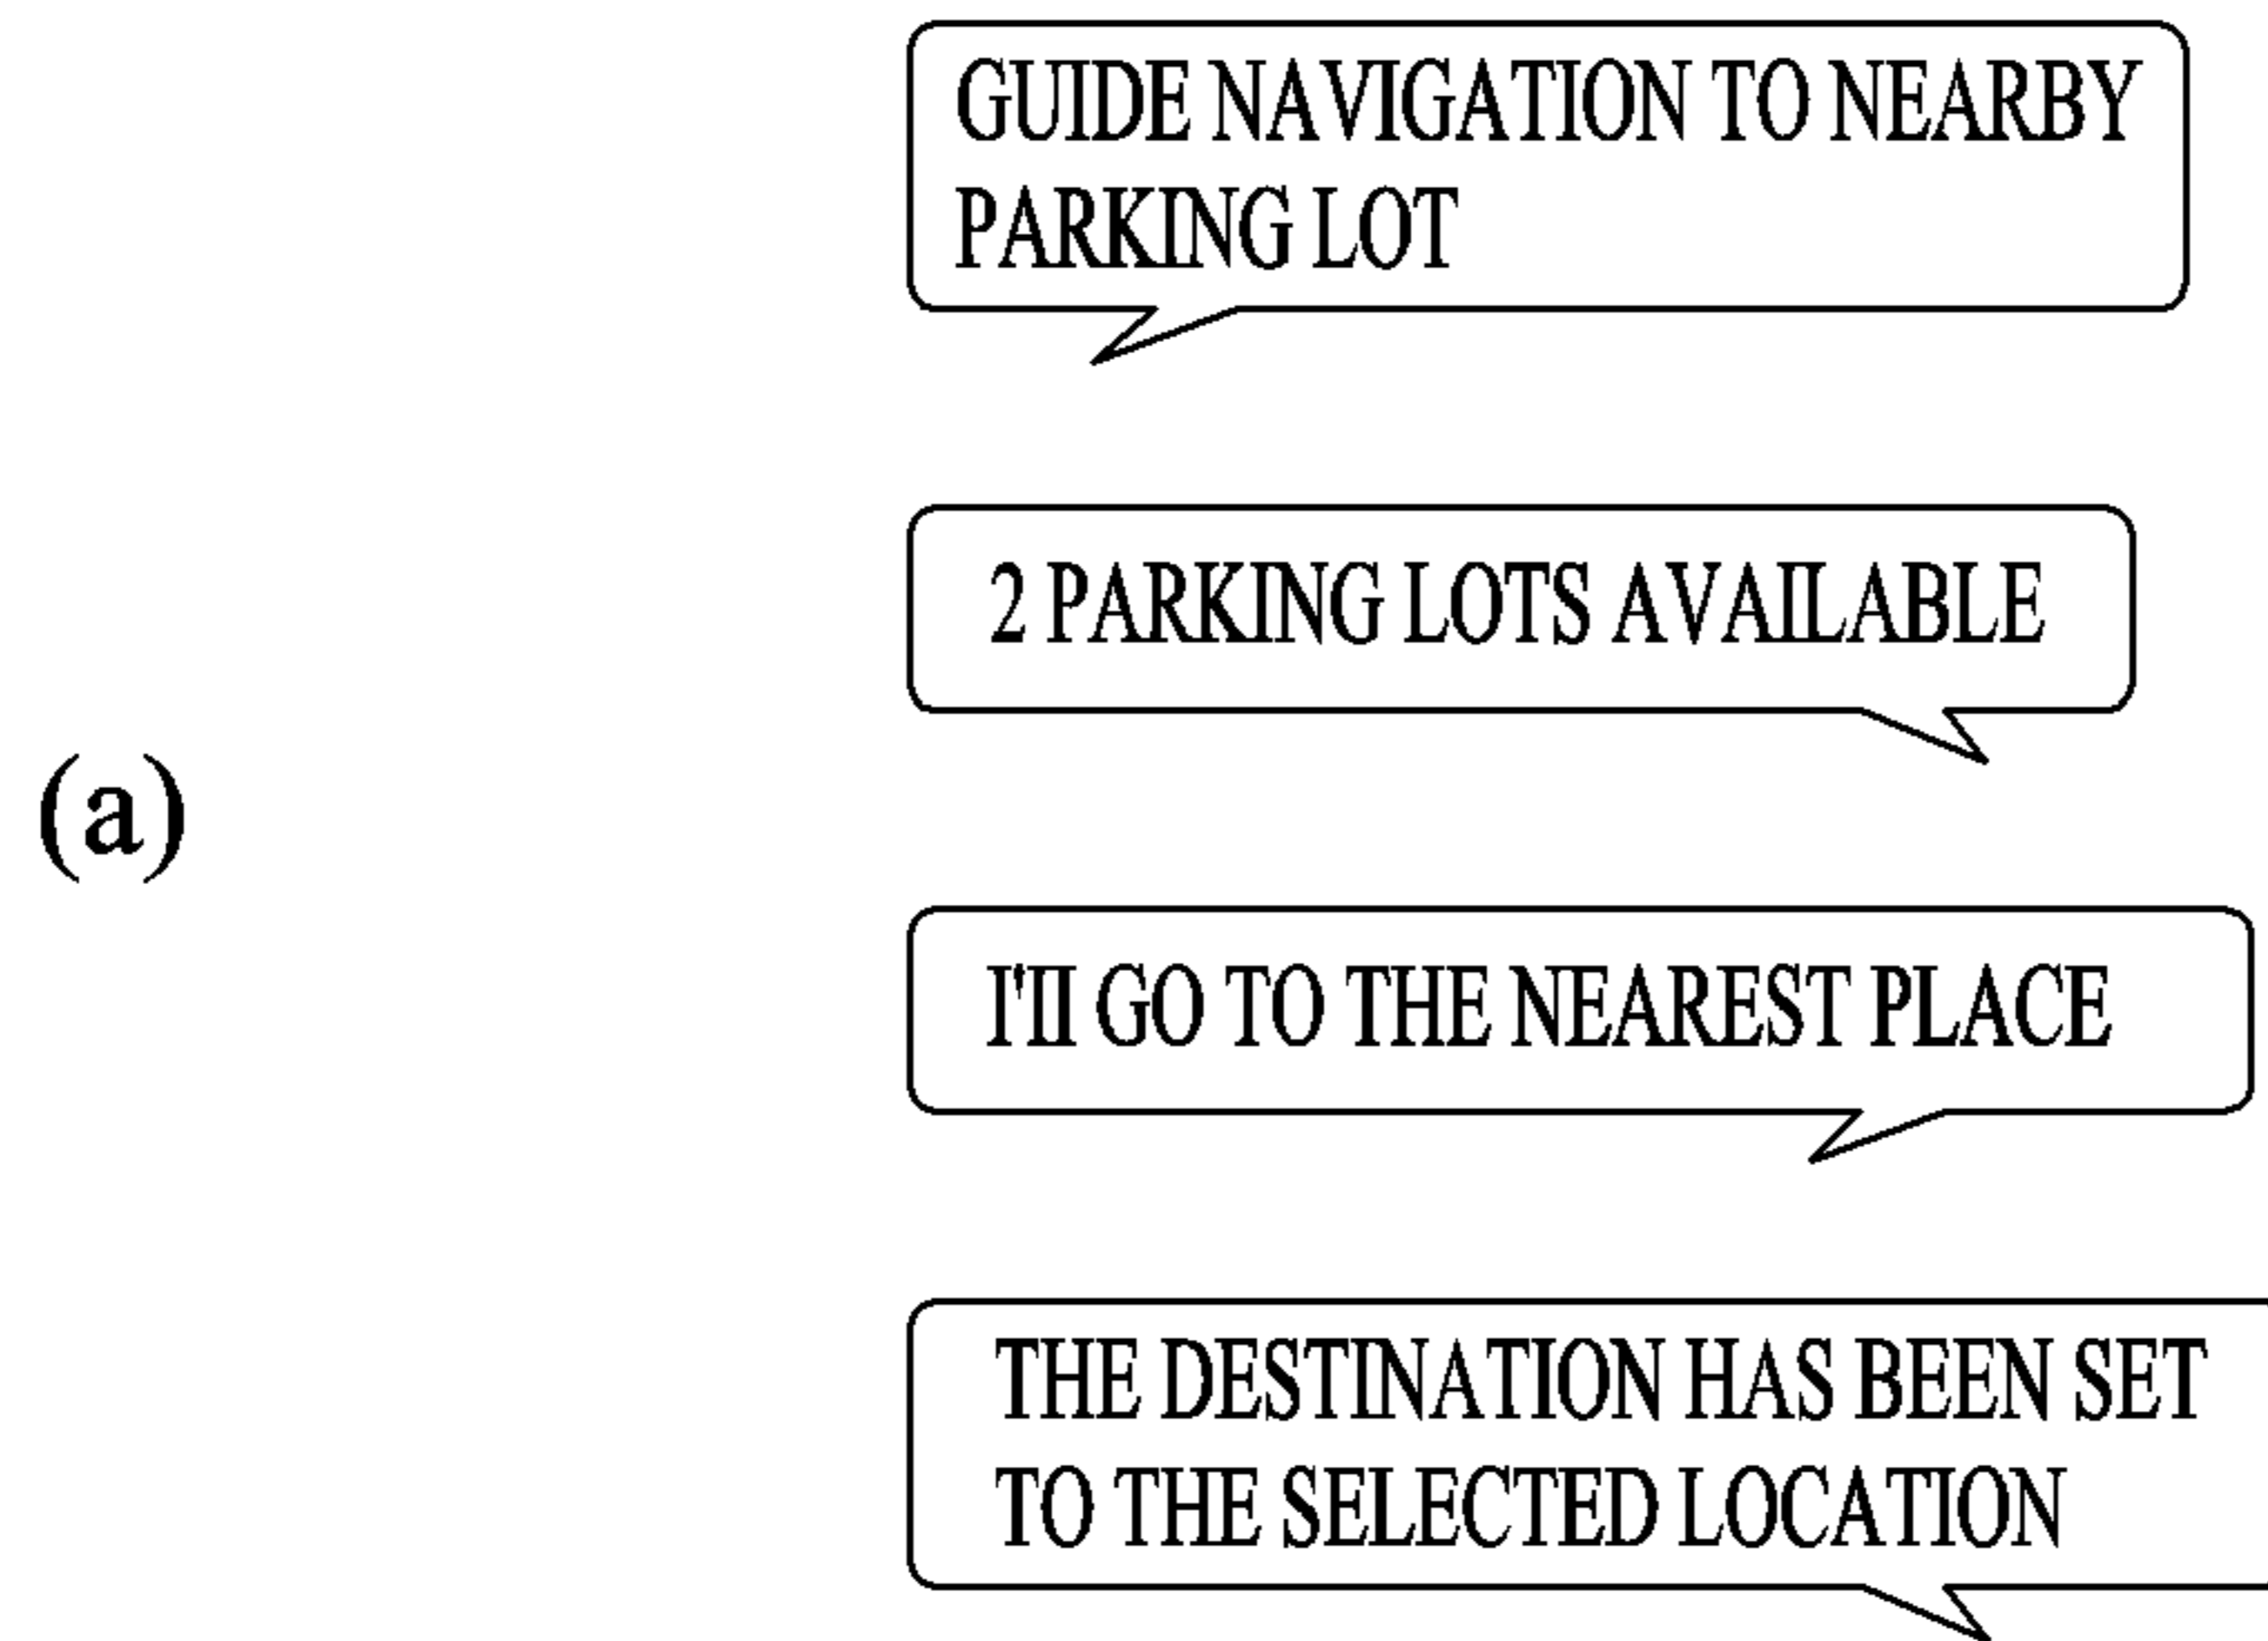 GUIDE NAVIGATION TO NEARBY
PARKING LOT
2 PARKING LOTS AVAILABLE
(a)
I'II GO TO THE NEAREST PLACE
THE DESTINATION HAS BEEN SET
TO THE SELECTED LOCATION